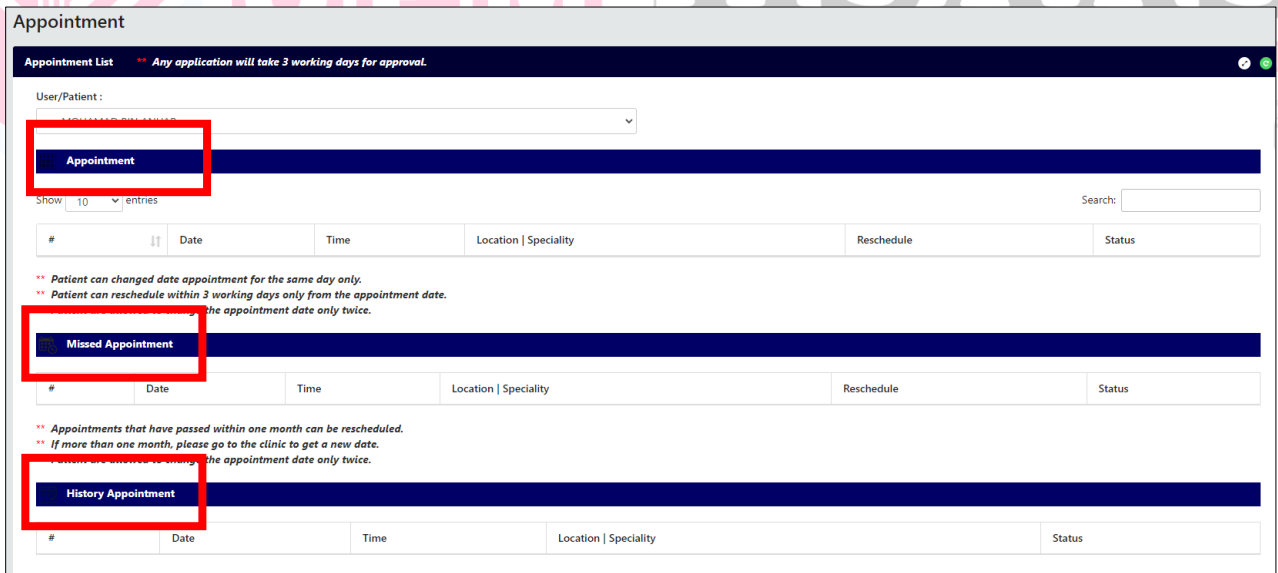 Appointment
Appointment List ** Any application will take 3 working days for approval.
User/Patient :
MOHAMAD BIN
Appointment
Show 10 entries Search:
# Date Time Location | Speciality Reschedule Status
** Patient can changed date appointment for the same day only.
** Patient can reschedule within 3 working days only from the appointment date.
the appointment date only twice.
Missed Appointment
# Date Time Location | Speciality Reschedule Status
** Appointments that have passed within one month can be rescheduled.
** If more than one month, please go to the clinic to get a new date.
the appointment date only twice.
History Appointment
# Date Time Location | Speciality Status